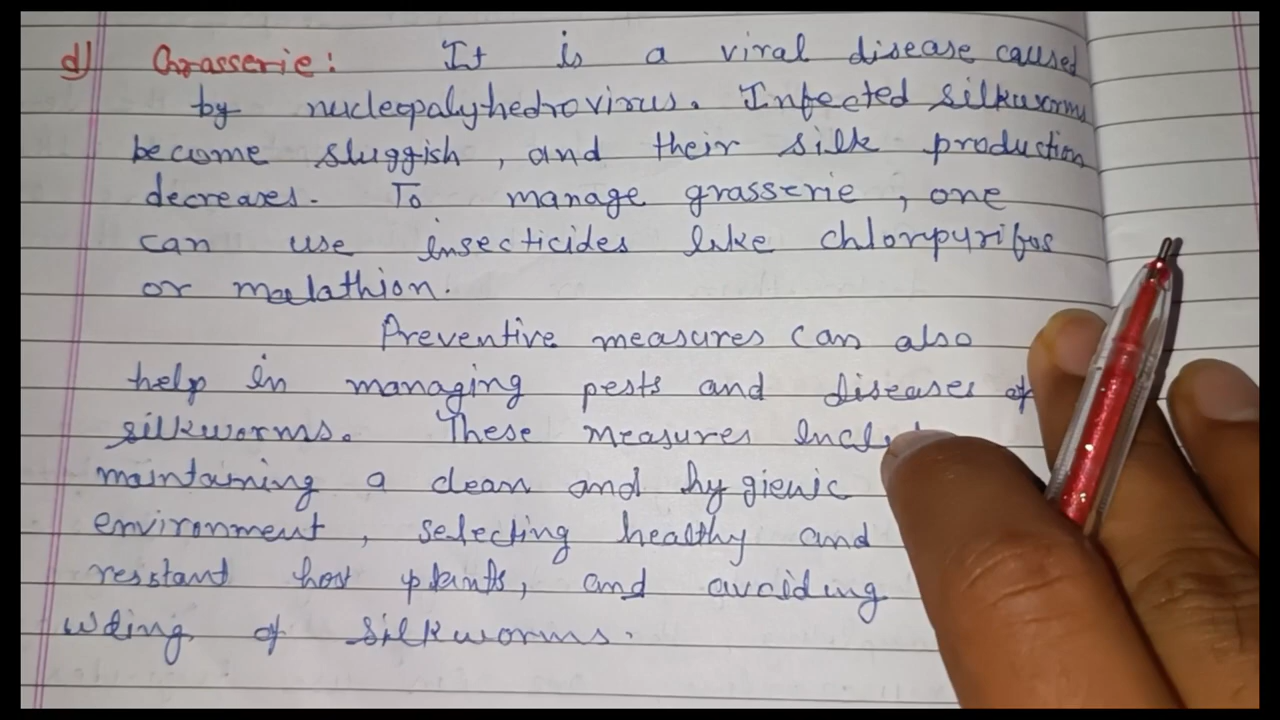 d) Grasserie: It is a viral disease caused
by nucleopalyhedrovirus. Infected silkworms
become sluggish, and their silk production
decreases. To manage grasserie, one
can use insecticides like chlorpyrifos
or malathion.
Preventive measures can also
help in managing pests and diseases of
silkworms. These measures
maintaining a clean and hygienic
environment, selecting healthy and
resstant host plants, and avoiding
of silkworms.